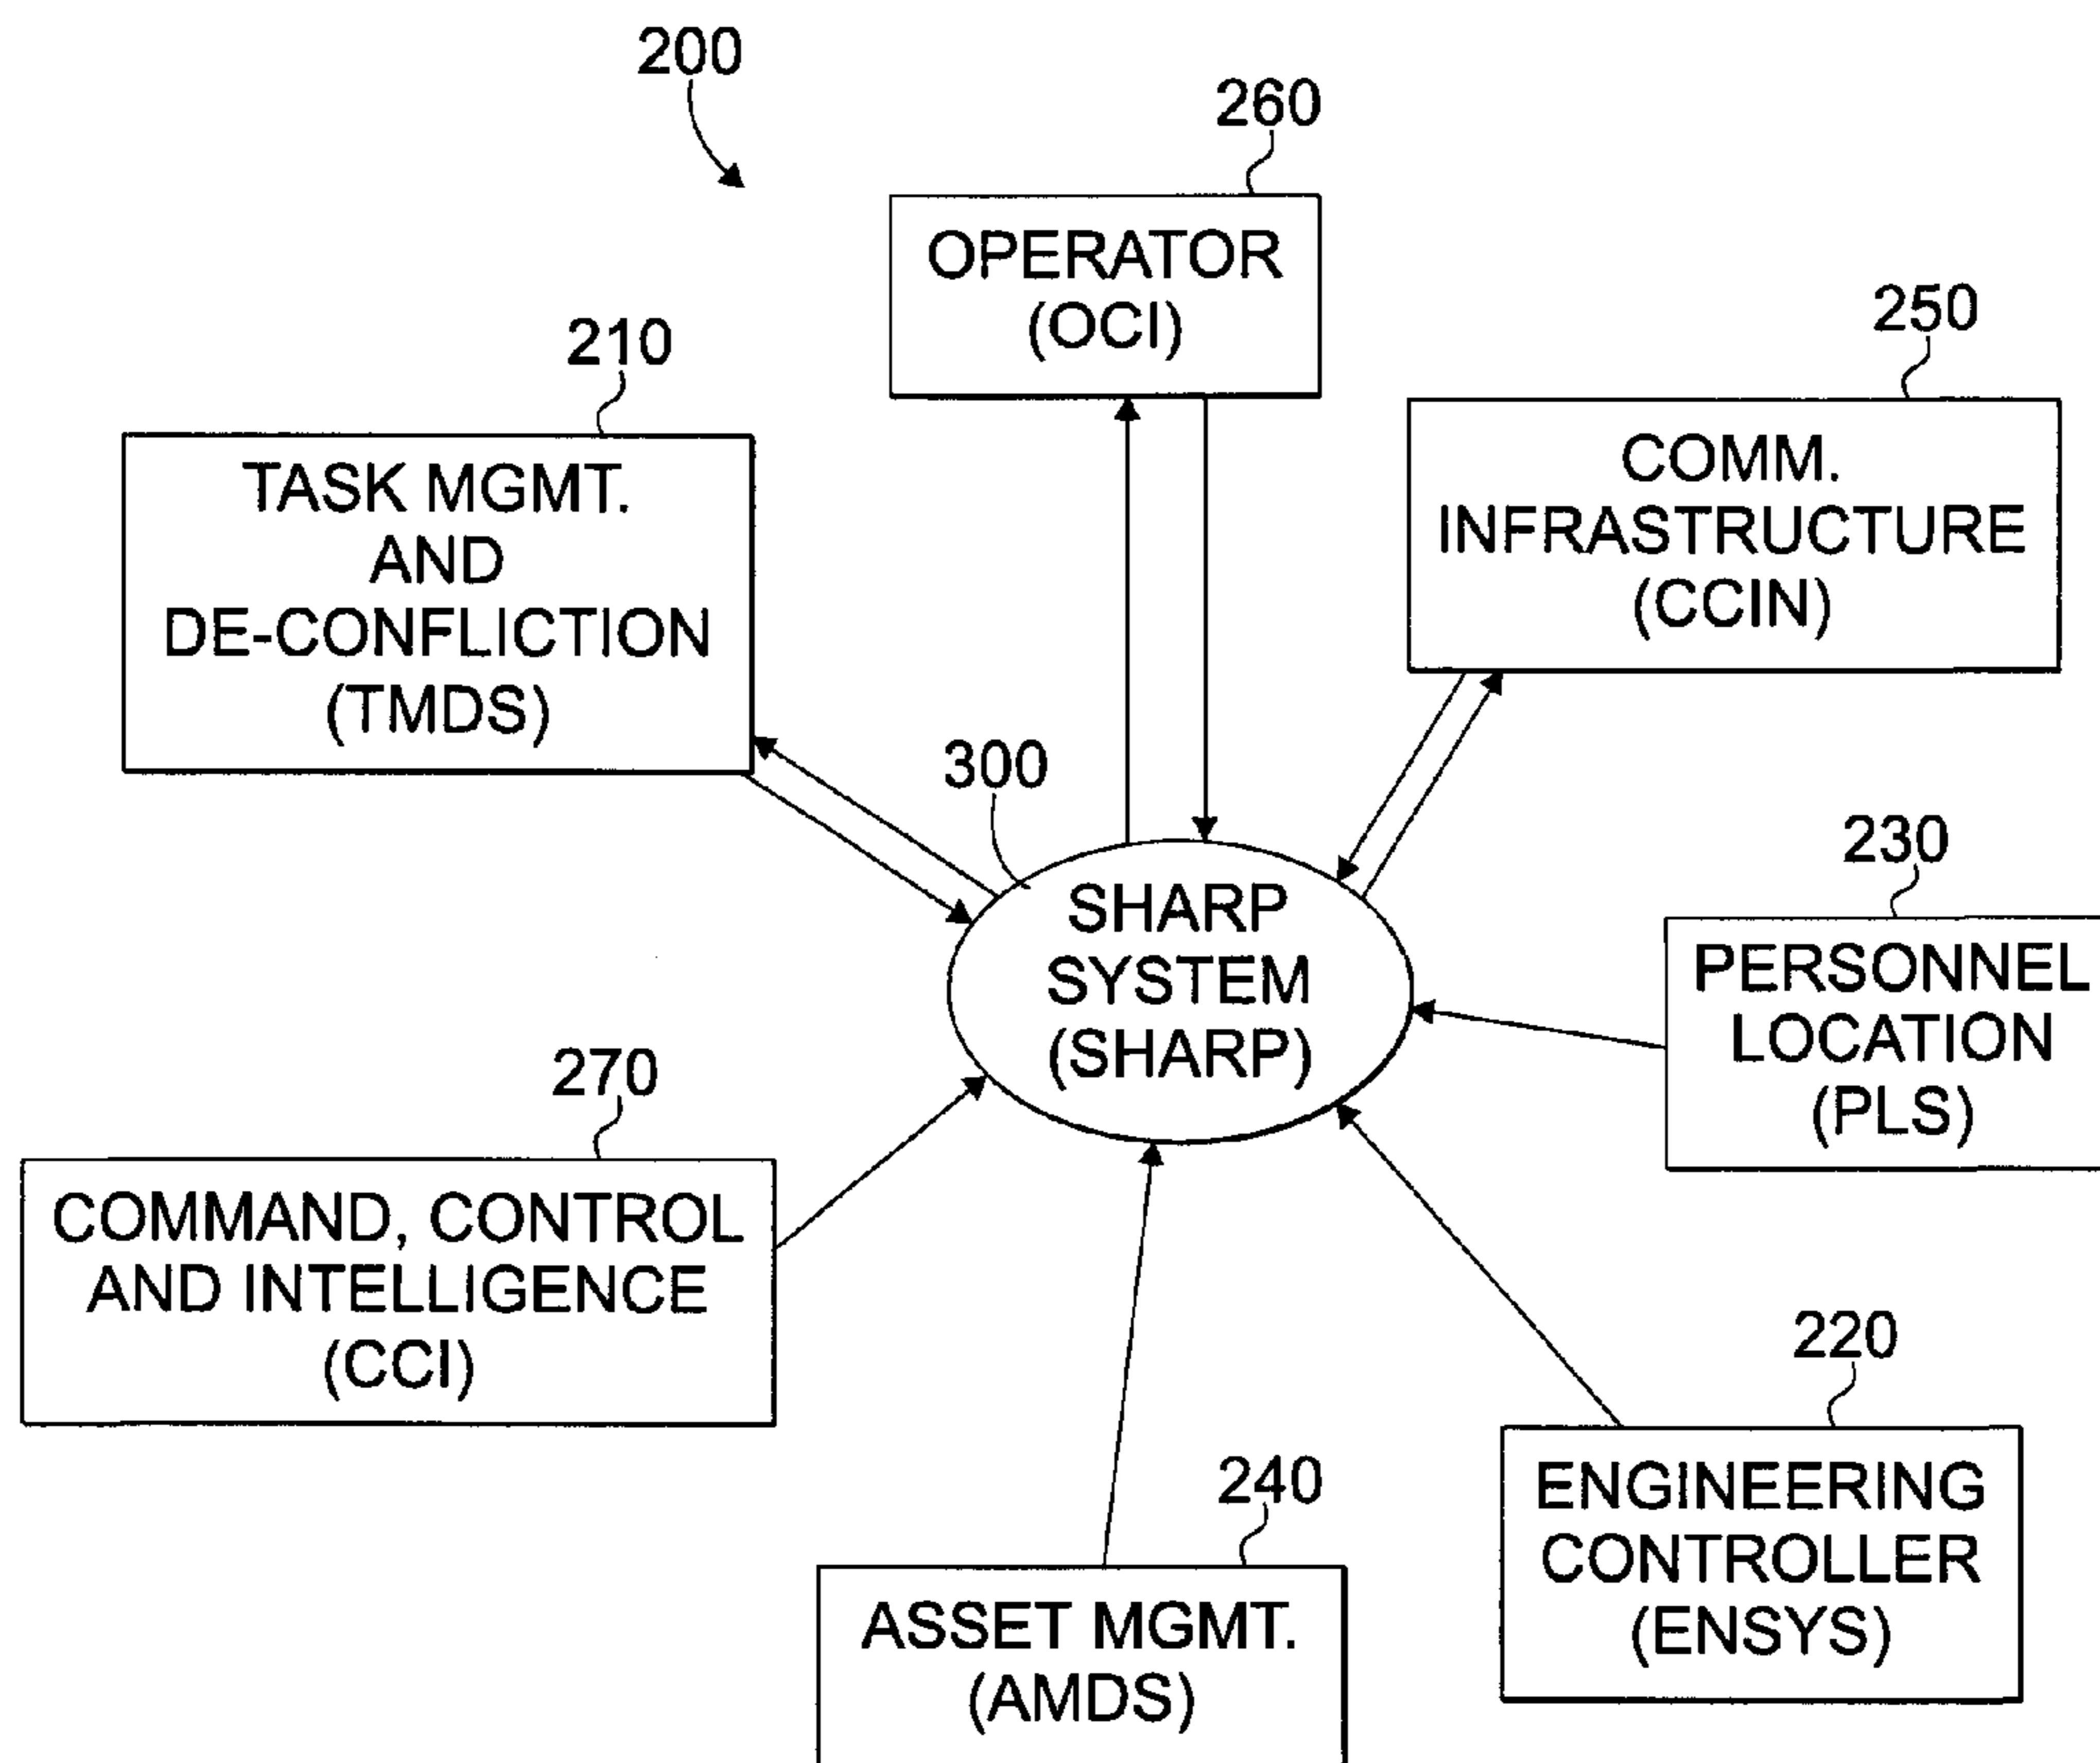 200
260
OPERATOR
(OCI)
250
COMM.
INFRASTRUCTURE
(CCIN)
210
TASK MGMT.
AND
DE-CONFLICTION
(TMDS)
300
SHARP
SYSTEM
(SHARP)
230
PERSONNEL
LOCATION
(PLS)
270
COMMAND, CONTROL
AND INTELLIGENCE
(CCI)
220
ENGINEERING
CONTROLLER
(ENSYS)
240
ASSET MGMT.
(AMDS)